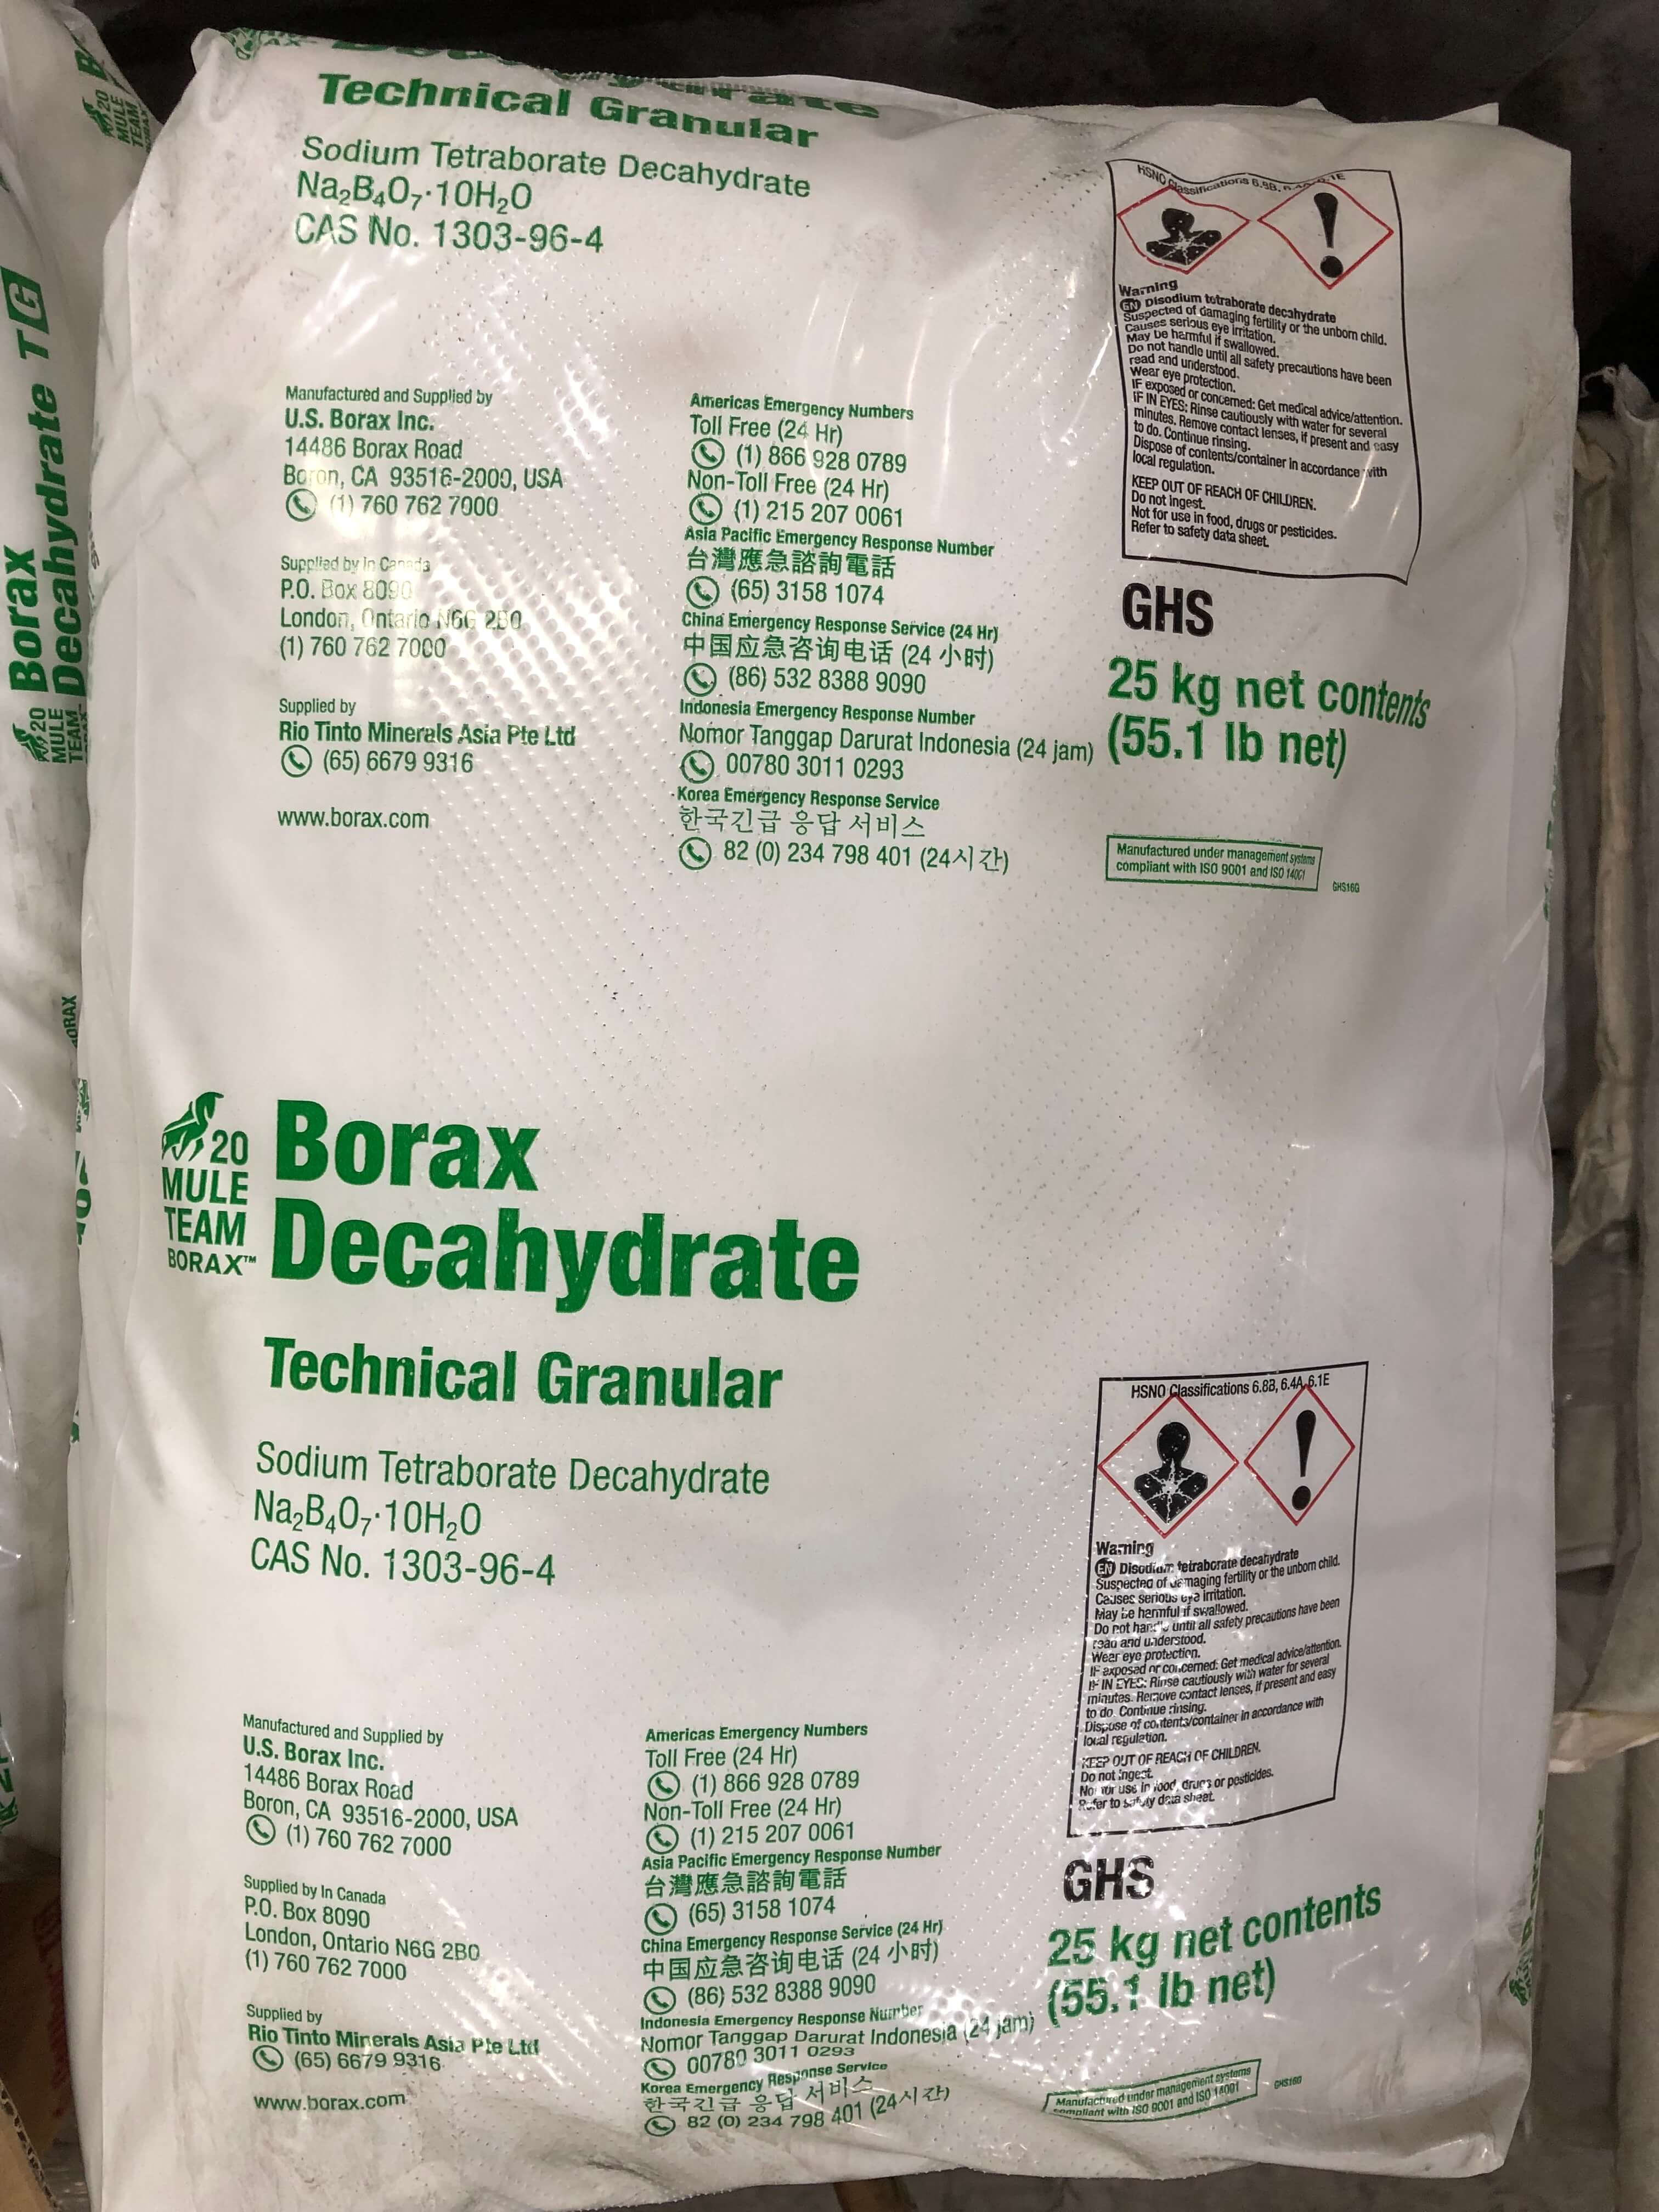 Decahydrate
Technical Granular
Sodium Tetraborate Decahydrate
Na₂B₄O₇·10H₂O
CAS No. 1303-96-4
Manufactured and Supplied by
U.S. Borax Inc.
14486 Borax Road
Boron, CA 93516-2000, USA
(1) 760 762 7000
Supplied by In Canada
P.O. Box 8090
London, Ontario N6G 2B0
(1) 760 762 7000
Supplied by
Rio Tinto Minerals Asia Pte Ltd
(65) 6679 9316
www.borax.com
Americas Emergency Numbers
Toll Free (24 Hr)
(1) 866 928 0789
Non-Toll Free (24 Hr)
(1) 215 207 0061
Asia Pacific Emergency Response Number
台灣應急諮詢電話
(65) 3158 1074
China Emergency Response Service (24 Hr)
中国应急咨询电话 (24 小时)
(86) 532 8388 9090
Indonesia Emergency Response Number
Nomor Tanggap Darurat Indonesia (24 jam)
00780 3011 0293
Korea Emergency Response Service
한국긴급 응답 서비스
82 (0) 234 798 401 (24시간)
HSNO Classifications 6.8B, 6.4A, 6.1E
Warning
EN Disodium tetraborate decahydrate
Suspected of damaging fertility or the unborn child.
Causes serious eye irritation.
May be harmful if swallowed.
Do not handle until all safety precautions have been
read and understood.
Wear eye protection.
IF exposed or concerned: Get medical advice/attention.
IF IN EYES: Rinse cautiously with water for several
minutes. Remove contact lenses, if present and easy
to do. Continue rinsing.
Dispose of contents/container in accordance with
local regulation.
KEEP OUT OF REACH OF CHILDREN.
Do not ingest.
Not for use in food, drugs or pesticides.
Refer to safety data sheet.
GHS
25 kg net contents
(55.1 lb net)
Manufactured under management systems
compliant with ISO 9001 and ISO 14001
GHS16G
20
MULE
TEAM
BORAX™
Borax
Decahydrate
Technical Granular
Sodium Tetraborate Decahydrate
Na₂B₄O₇·10H₂O
CAS No. 1303-96-4
Manufactured and Supplied by
U.S. Borax Inc.
14486 Borax Road
Boron, CA 93516-2000, USA
(1) 760 762 7000
Supplied by In Canada
P.O. Box 8090
London, Ontario N6G 2B0
(1) 760 762 7000
Supplied by
Rio Tinto Minerals Asia Pte Ltd
(65) 6679 9316
www.borax.com
Americas Emergency Numbers
Toll Free (24 Hr)
(1) 866 928 0789
Non-Toll Free (24 Hr)
(1) 215 207 0061
Asia Pacific Emergency Response Number
台灣應急諮詢電話
(65) 3158 1074
China Emergency Response Service (24 Hr)
中国应急咨询电话 (24 小时)
(86) 532 8388 9090
Indonesia Emergency Response Number
Nomor Tanggap Darurat Indonesia (24 jam)
00780 3011 0293
Korea Emergency Response Service
한국긴급 응답 서비스
82 (0) 234 798 401 (24시간)
HSNO Classifications 6.8B, 6.4A, 6.1E
Warning
EN Disodium tetraborate decahydrate
Suspected of damaging fertility or the unborn child.
Causes serious eye irritation.
May be harmful if swallowed.
Do not handle until all safety precautions have been
read and understood.
Wear eye protection.
IF exposed or concerned: Get medical advice/attention.
IF IN EYES: Rinse cautiously with water for several
minutes. Remove contact lenses, if present and easy
to do. Continue rinsing.
Dispose of contents/container in accordance with
local regulation.
KEEP OUT OF REACH OF CHILDREN.
Do not ingest.
Not for use in food, drugs or pesticides.
Refer to safety data sheet.
GHS
25 kg net contents
(55.1 lb net)
Manufactured under management systems
compliant with ISO 9001 and ISO 14001
GHS16G
20
MULE
TEAM
Borax
Decahydrate TG
20
MULE
TEAM
BORAX